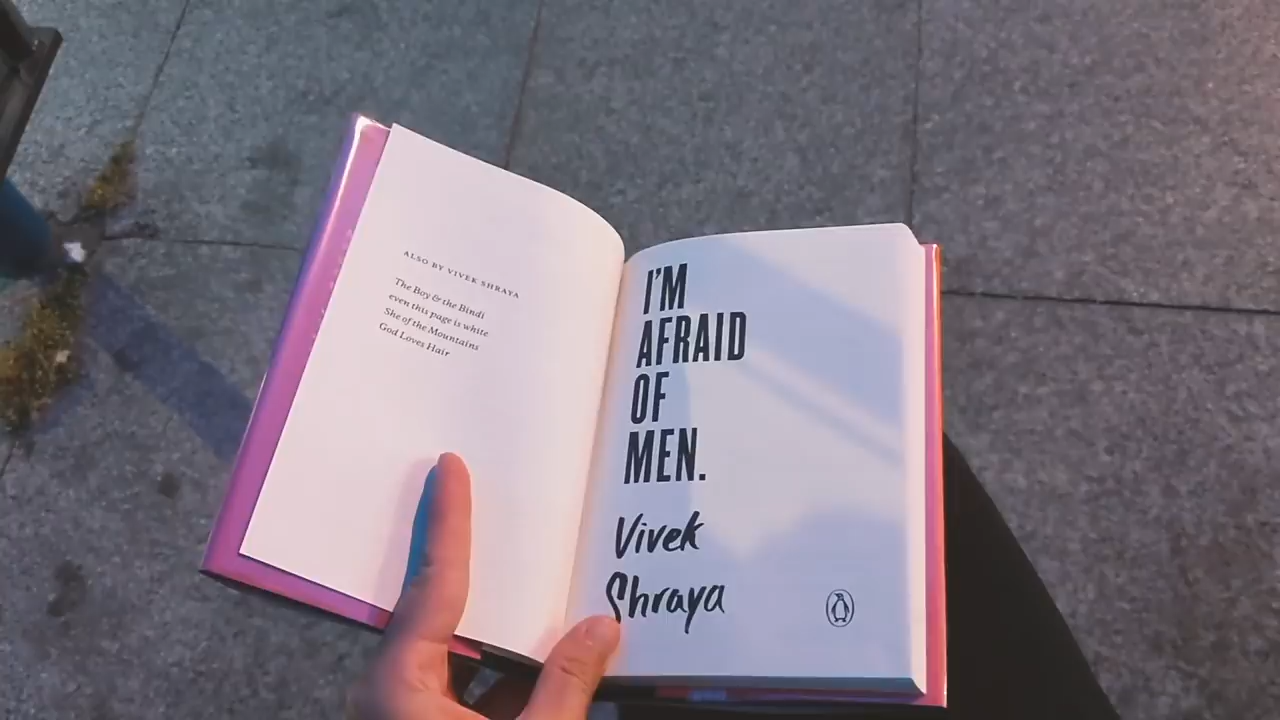 ALSO BY VIVEK SHRAYA
The Boy & the Bindi
even this page is white
She of the Mountains
God Loves Hair
I'M
AFRAID
OF
MEN.
Vivek
Shraya